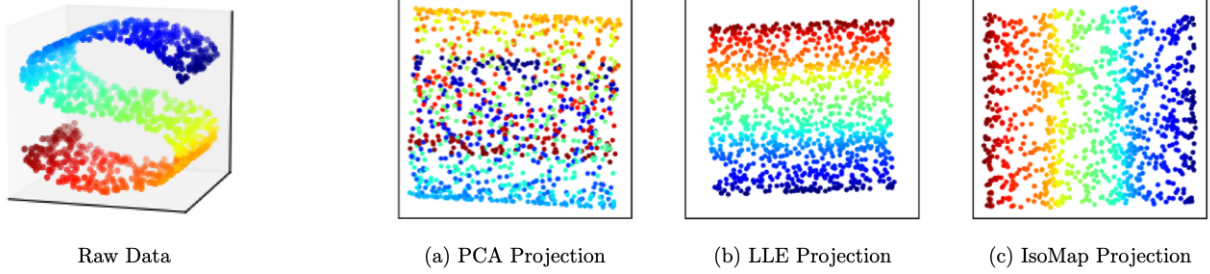 Raw Data
(a) PCA Projection
(b) LLE Projection
(c) IsoMap Projection